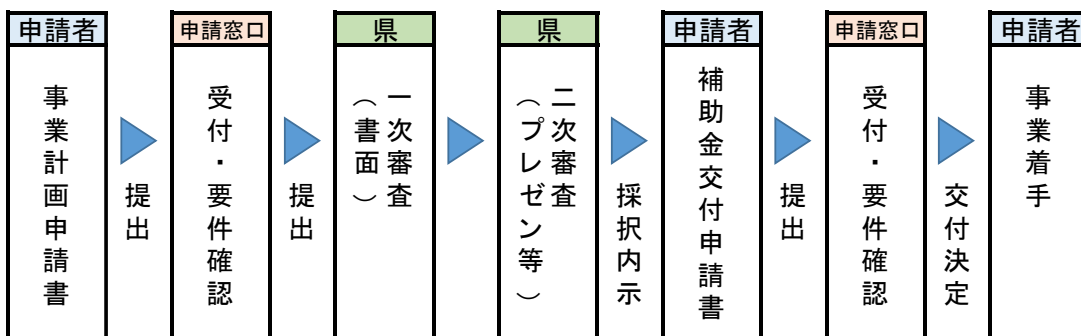 申請者
事業計画申請書
提出
申請窓口
受付・要件確認
提出
県
一次審査
（書面）
県
二次審査
（プレゼン等）
採択内示
申請者
補助金交付申請書
提出
申請窓口
受付・要件確認
交付決定
申請者
事業着手